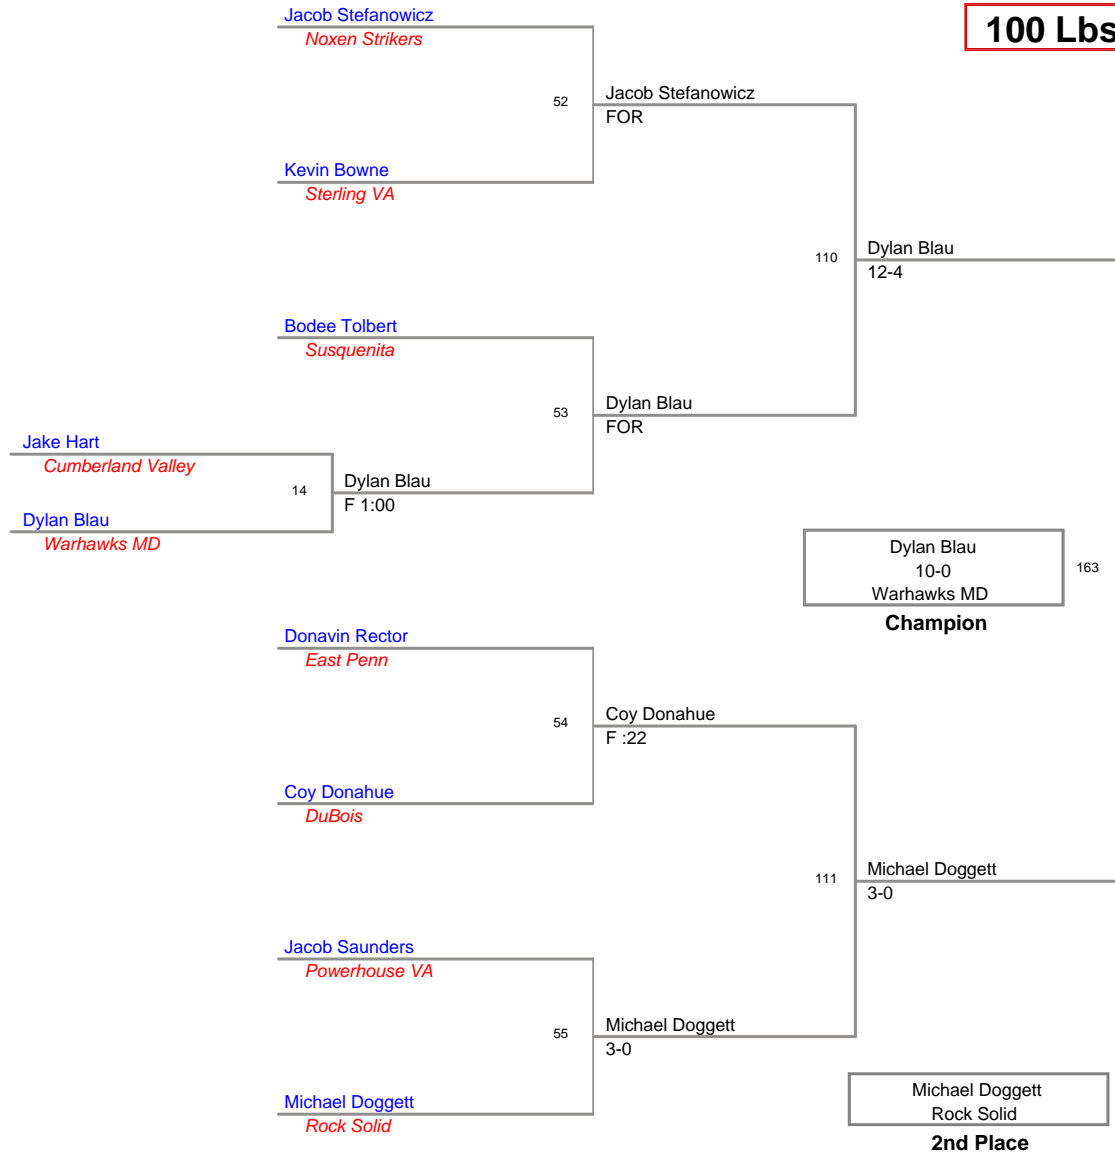 Jacob Stefanowicz
Noxen Strikers
100 Lbs
52
Jacob Stefanowicz
FOR
Kevin Bowne
Sterling VA
110
Dylan Blau
12-4
Bodee Tolbert
Susquenita
53
Dylan Blau
FOR
Jake Hart
Cumberland Valley
14
Dylan Blau
F 1:00
Dylan Blau
Warhawks MD
Dylan Blau
10-0
Warhawks MD
163
Champion
Donavin Rector
East Penn
54
Coy Donahue
F :22
Coy Donahue
DuBois
111
Michael Doggett
3-0
Jacob Saunders
Powerhouse VA
55
Michael Doggett
3-0
Michael Doggett
Rock Solid
Michael Doggett
Rock Solid
2nd Place